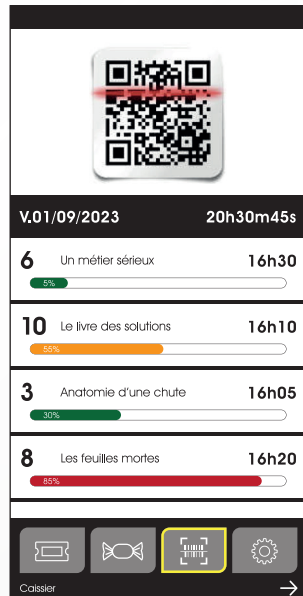 V.01/09/2023 20h30m45s
6 Un métier sérieux 16h30
5%
10 Le livre des solutions 16h10
55%
3 Anatomie d'une chute 16h05
30%
8 Les feuilles mortes 16h20
85%
Caissier